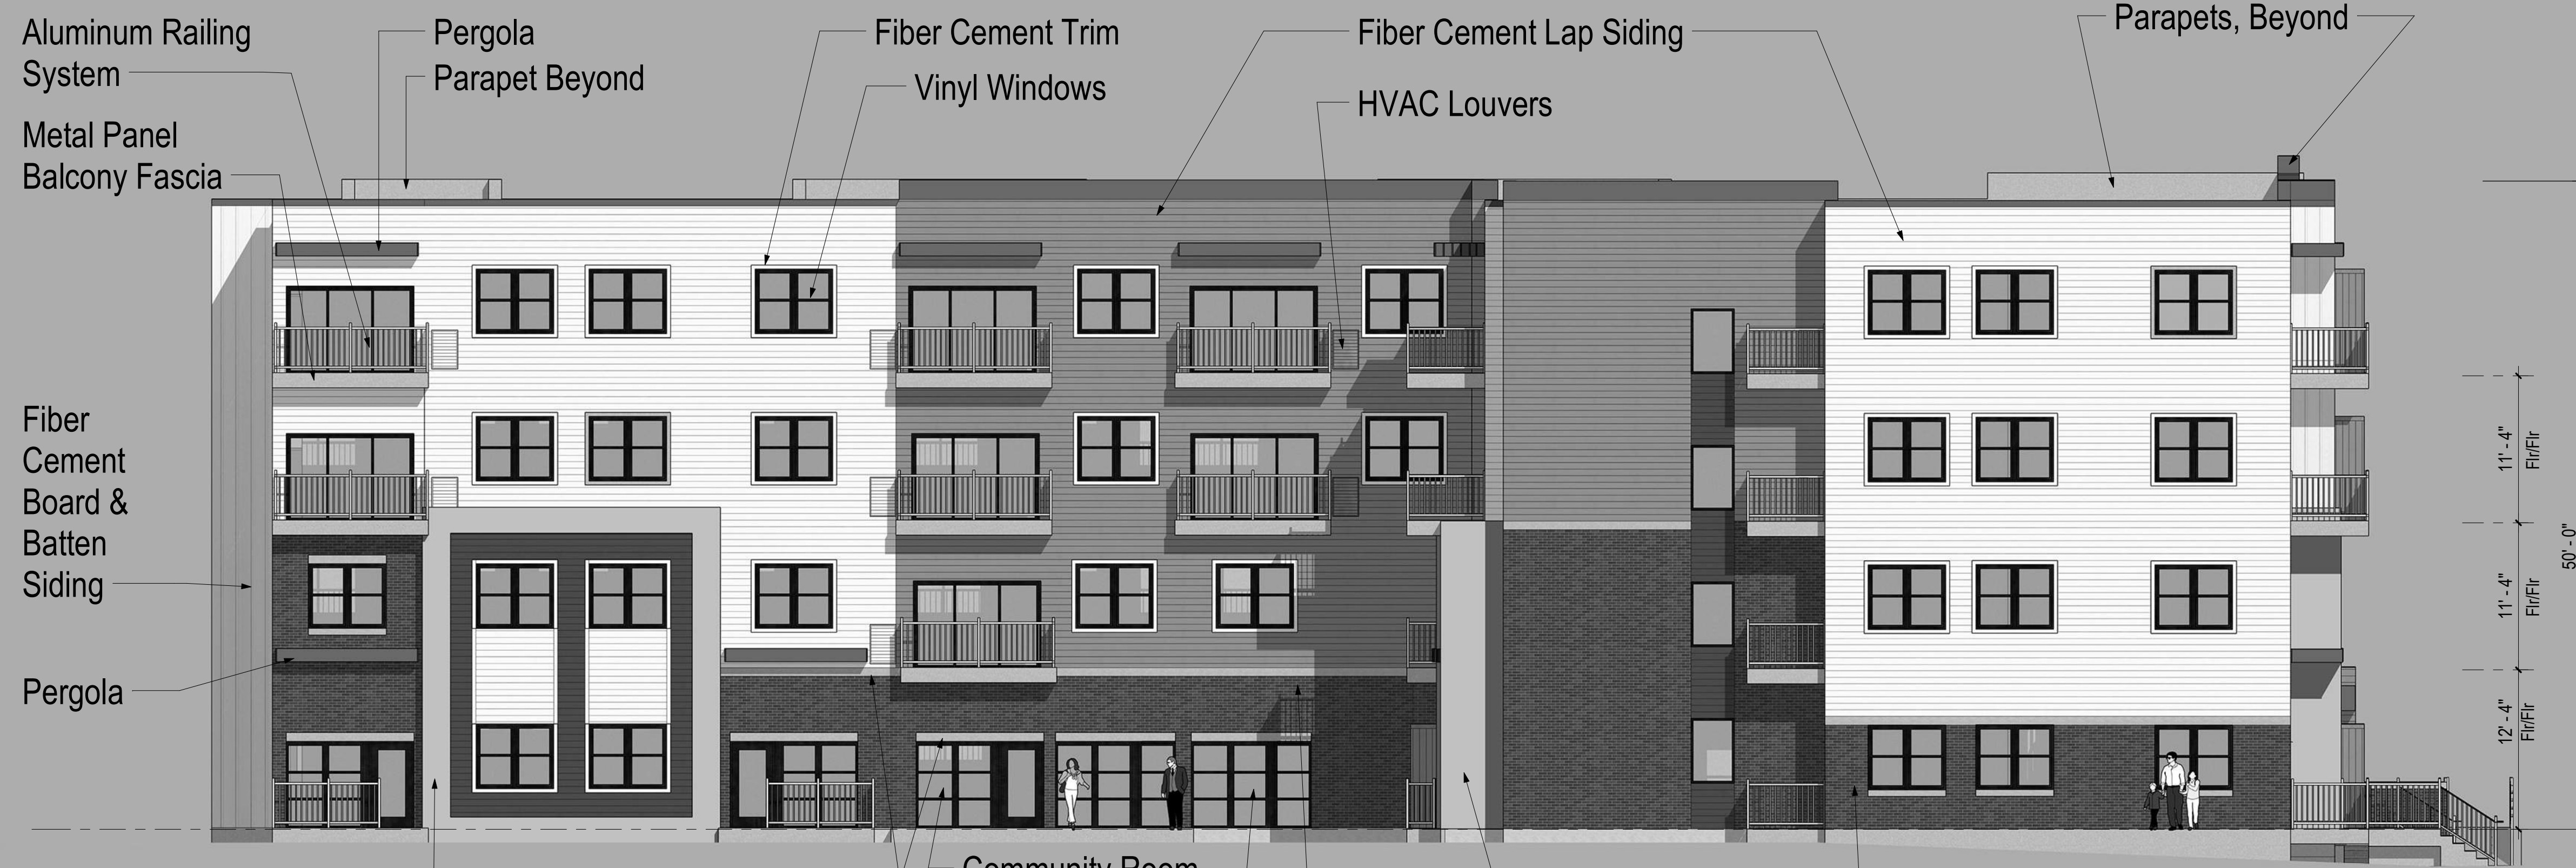 Aluminum Railing
System
Pergola
Parapet Beyond
Fiber Cement Trim
Vinyl Windows
Fiber Cement Lap Siding
HVAC Louvers
Parapets, Beyond
Metal Panel
Balcony Fascia
Fiber
Cement
Board &
Batten
Siding
Pergola
11' - 4"
Flr/Flr
11' - 4"
Flr/Flr
12' - 4"
Flr/Flr
50' - 0"
Community Room